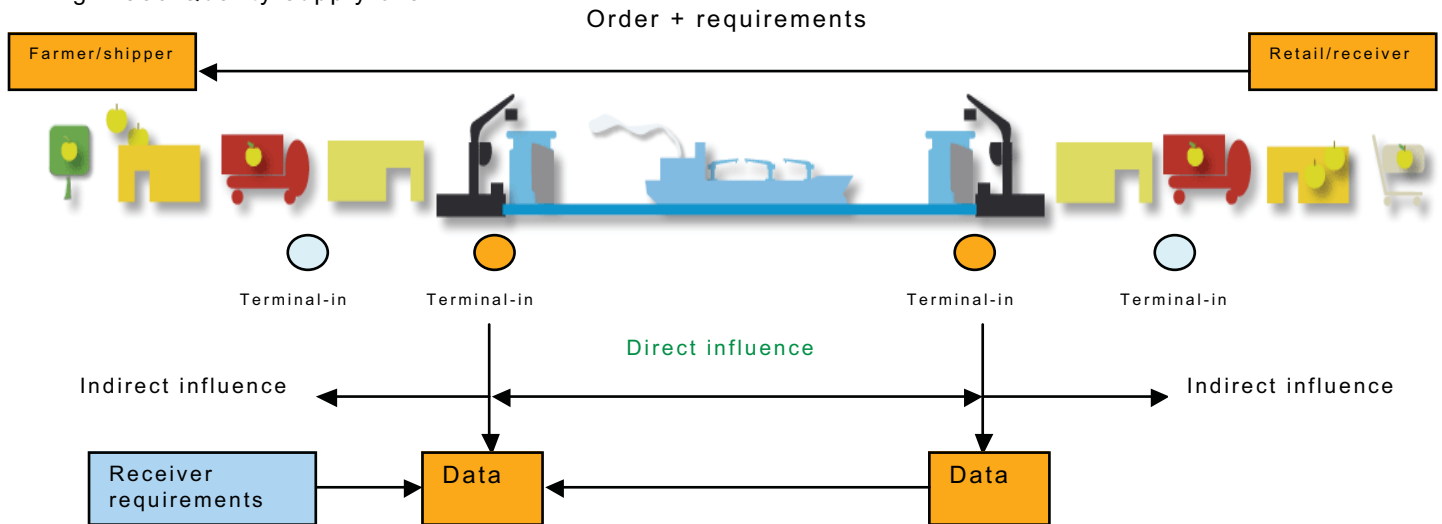 Order + requirements
Farmer/shipper
Retail/receiver
Terminal-in
Terminal-in
Terminal-in
Terminal-in
Direct influence
Indirect influence
Indirect influence
Receiver
requirements
Data
Data